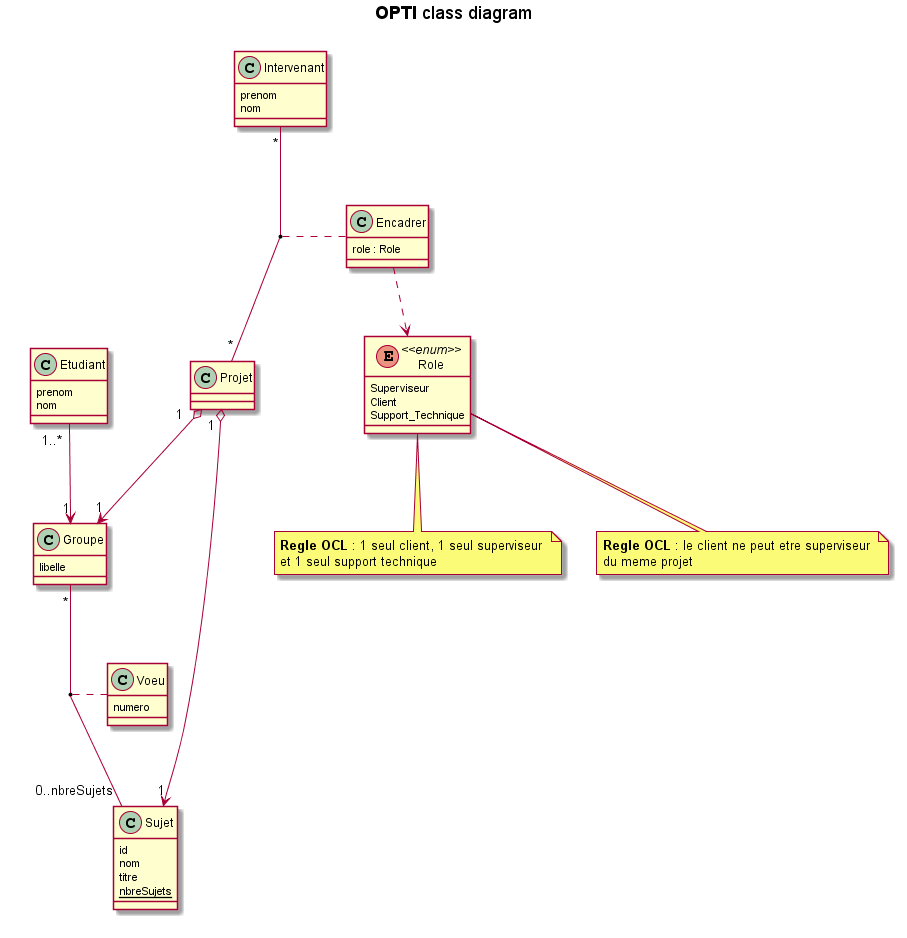 OPTI class diagram
C Intervenant
prenom
nom
*
C Encadrer
role : Role
*
C Etudiant
prenom
nom
C Projet
E <<enum>>
Role
Superviseur
Client
Support_Technique
1
1
1..*
1
1
C Groupe
libelle
Regle OCL : 1 seul client, 1 seul superviseur
et 1 seul support technique
Regle OCL : le client ne peut etre superviseur
du meme projet
*
C Voeu
numero
0..nbreSujets
1
C Sujet
id
nom
titre
nbreSujets